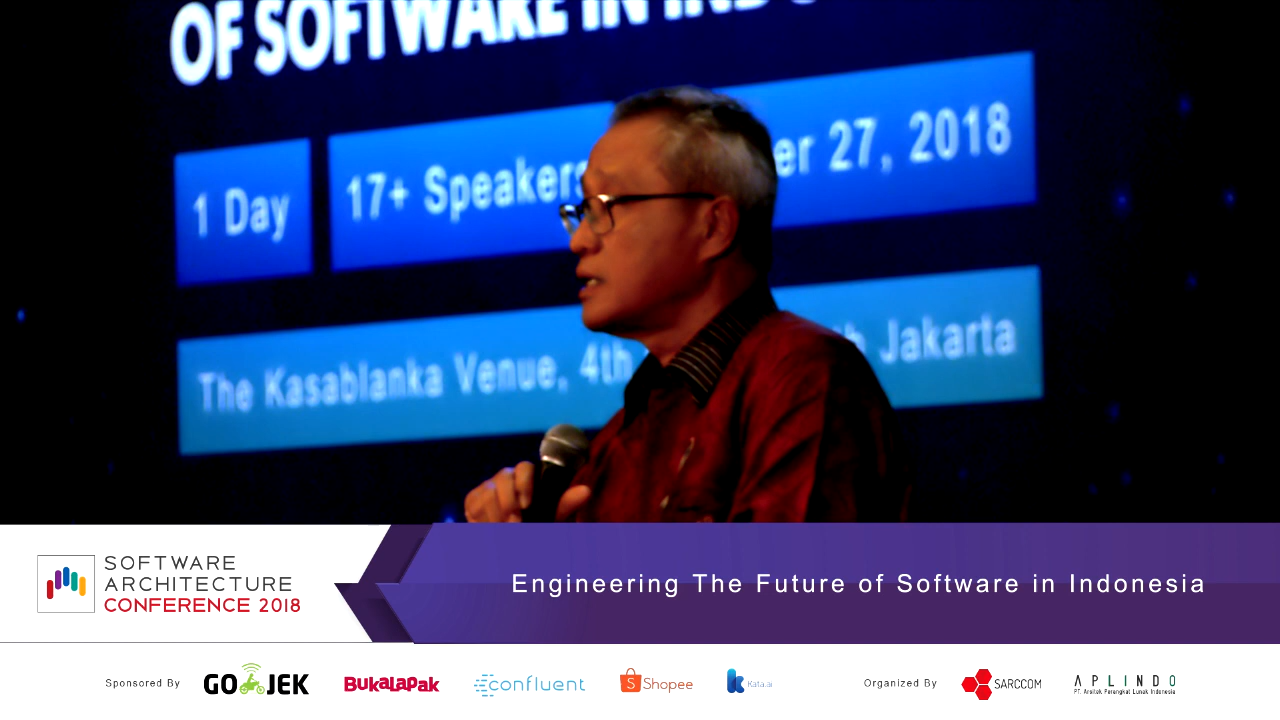 OF SOFTWARE IN
1 Day
17+ Speakers er 27, 2018
The Kasablanka Venue, 4th Jakarta
SOFTWARE
ARCHITECTURE
CONFERENCE 2018
Engineering The Future of Software in Indonesia
Sponsored By
GOJEK
BUKALAPAK
confluent
S Shopee
Kata.ai
Organized By
SARCCOM
APLINDO
PT. Arsitek Perangkat Lunak Indonesia